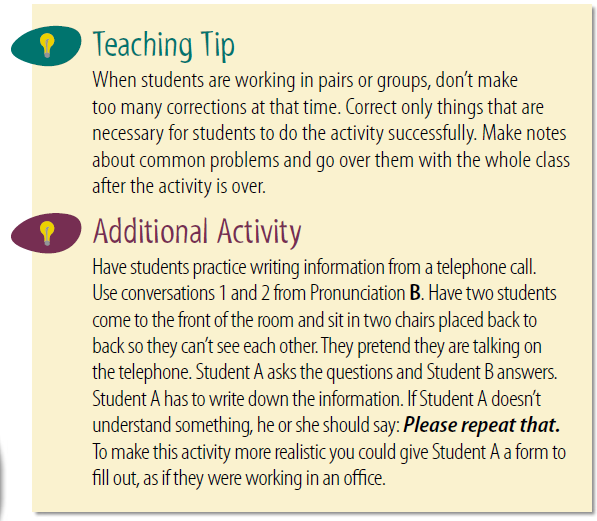 Teaching Tip
When students are working in pairs or groups, don't make
too many corrections at that time. Correct only things that are
necessary for students to do the activity successfully. Make notes
about common problems and go over them with the whole class
after the activity is over.
Additional Activity
Have students practice writing information from a telephone call.
Use conversations 1 and 2 from Pronunciation B. Have two students
come to the front of the room and sit in two chairs placed back to
back so they can't see each other. They pretend they are talking on
the telephone. Student A asks the questions and Student B answers.
Student A has to write down the information. If Student A doesn't
understand something, he or she should say: Please repeat that.
To make this activity more realistic you could give Student A a form to
fill out, as if they were working in an office.